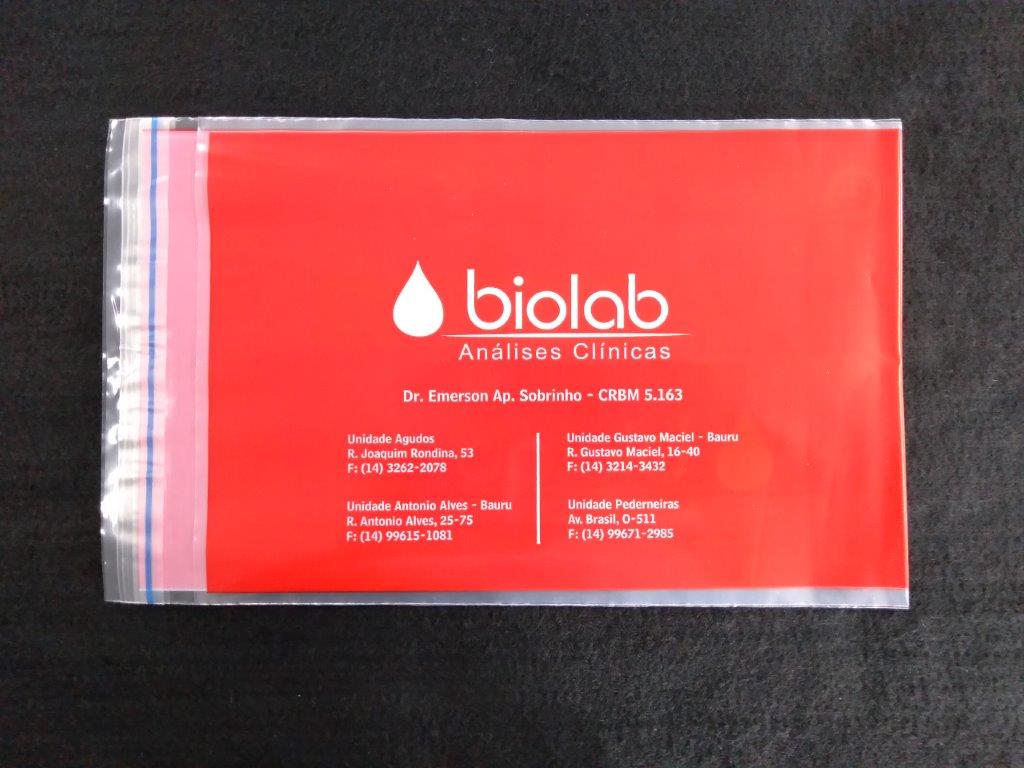 biolab
Análises Clínicas
Dr. Emerson Ap. Sobrinho - CRBM 5.163
Unidade Agudos
R. Joaquim Rondina, 53
F: (14) 3262-2078
Unidade Antonio Alves - Bauru
R. Antonio Alves, 25-75
F: (14) 99615-1081
Unidade Gustavo Maciel - Bauru
R. Gustavo Maciel, 16-40
F: (14) 3214-3432
Unidade Pederneiras
Av. Brasil, O-511
F: (14) 99671-2985